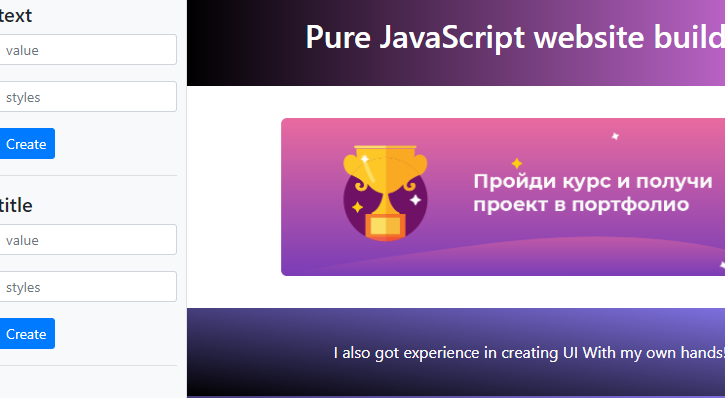 text
value
styles
Create
title
value
styles
Create
Pure JavaScript website build
Пройди курс и получи
проект в портфолио
I also got experience in creating UI With my own hands!